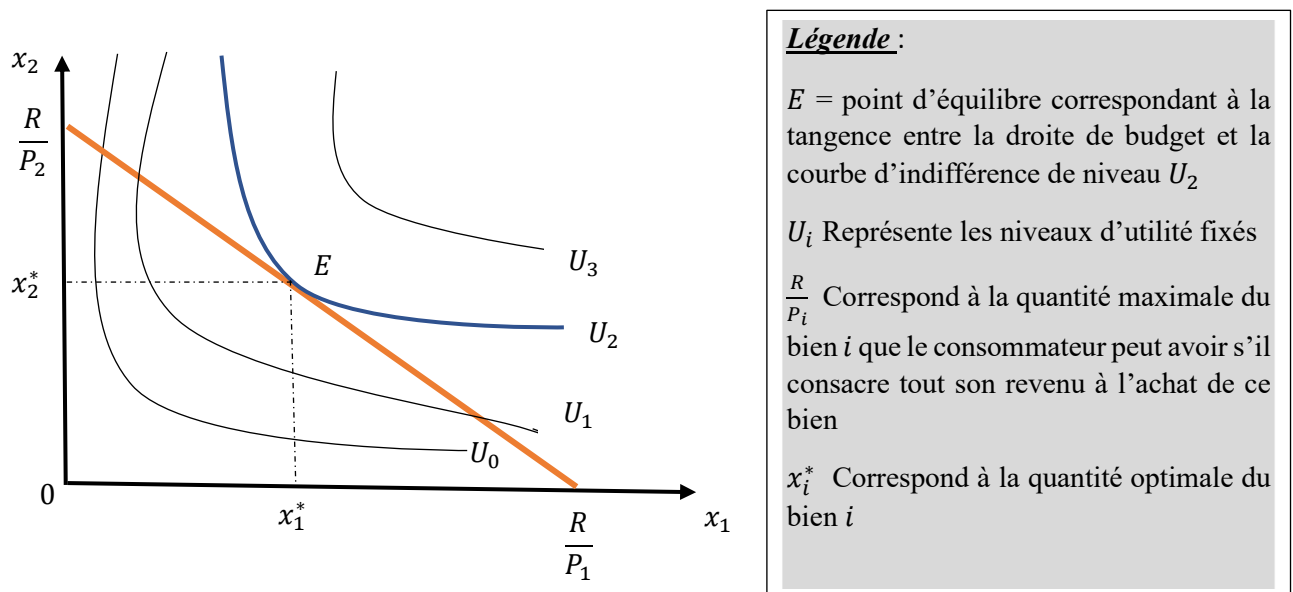 x₂
R
P₂
x₂*
E
U₃
U₂
U₁
U₀
0
x₁*
x₁
R
P₁
Légende :
E = point d’équilibre correspondant à la
tangence entre la droite de budget et la
courbe d’indifférence de niveau U₂
Uᵢ Représente les niveaux d’utilité fixés
R/Pᵢ Correspond à la quantité maximale du
bien i que le consommateur peut avoir s’il
consacre tout son revenu à l’achat de ce
bien
xᵢ* Correspond à la quantité optimale du
bien i